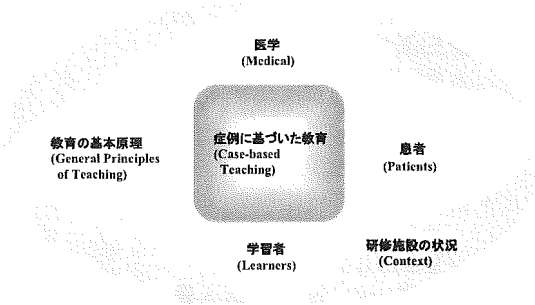 医学
(Medical)
教育の基本原理
(General Principles
of Teaching)
症例に基づいた教育
(Case-based
Teaching)
患者
(Patients)
学習者
(Learners)
研修施設の状況
(Context)